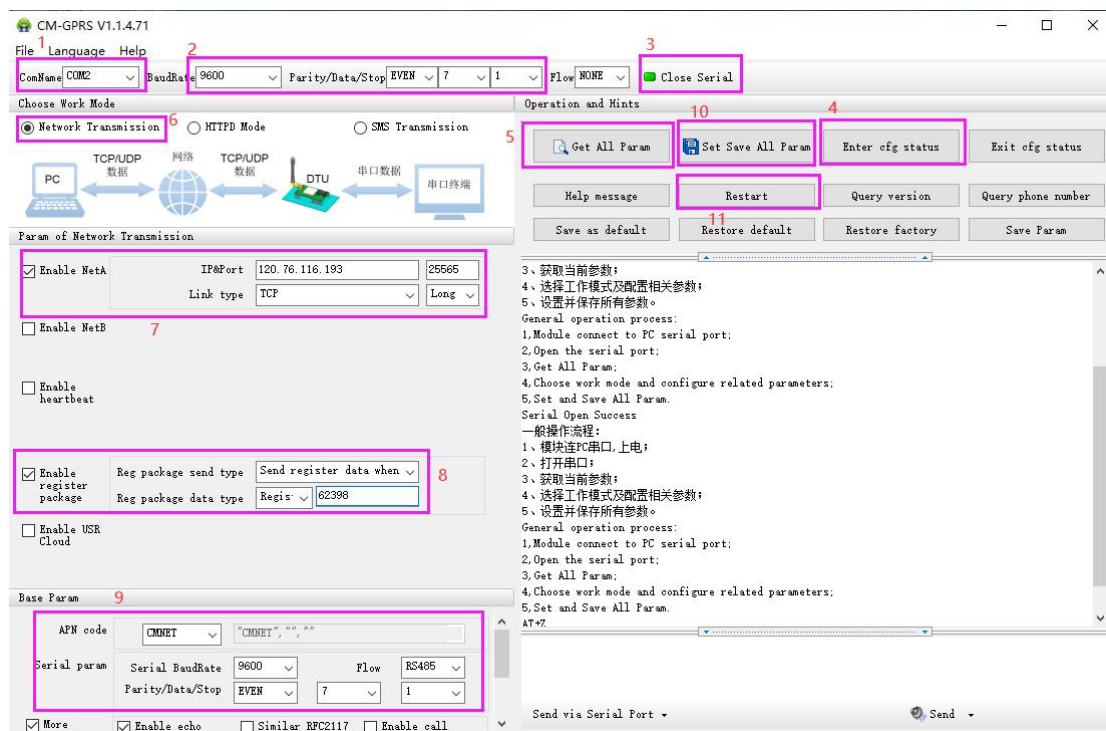 CM-GPRS V1.1.4.71
File Language Help
1
2
3
ComName COM2 BaudRate 9600 Parity/Data/Stop EVEN 7 1 Flow NONE Close Serial
Choose Work Mode
Network Transmission 6 HTTPD Mode SMS Transmission
PC
TCP/UDP
数据
网络
TCP/UDP
数据
DTU
串口数据
串口终端
Param of Network Transmission
Enable NetA IP&Port 120.76.116.193 25565
Link type TCP Long
Enable NetB 7
Enable
heartbeat
Enable
register
package
Reg package send type Send register data when
Reg package data type Regis 62398
8
Enable USR
Cloud
Base Param 9
APN code CMNET "CMNET","",""
Serial param Serial BaudRate 9600 Flow RS485
Parity/Data/Stop EVEN 7 1
More Enable echo Similar RFC2117 Enable call
Operation and Hints
10
4
5
Get All Param Set Save All Param Enter cfg status Exit cfg status
Help message Restart Query version Query phone number
11
Save as default Restore default Restore factory Save Param
3、获取当前参数;
4、选择工作模式及配置相关参数;
5、设置并保存所有参数。
General operation process:
1,Module connect to PC serial port;
2,Open the serial port;
3,Get All Param;
4,Choose work mode and configure related parameters;
5,Set and Save All Param.
Serial Open Success
一般操作流程:
1、模块连PC串口,上电;
2、打开串口;
3、获取当前参数;
4、选择工作模式及配置相关参数;
5、设置并保存所有参数。
General operation process:
1,Module connect to PC serial port;
2,Open the serial port;
3,Get All Param;
4,Choose work mode and configure related parameters;
5,Set and Save All Param.
AT+Z
Send via Serial Port Send